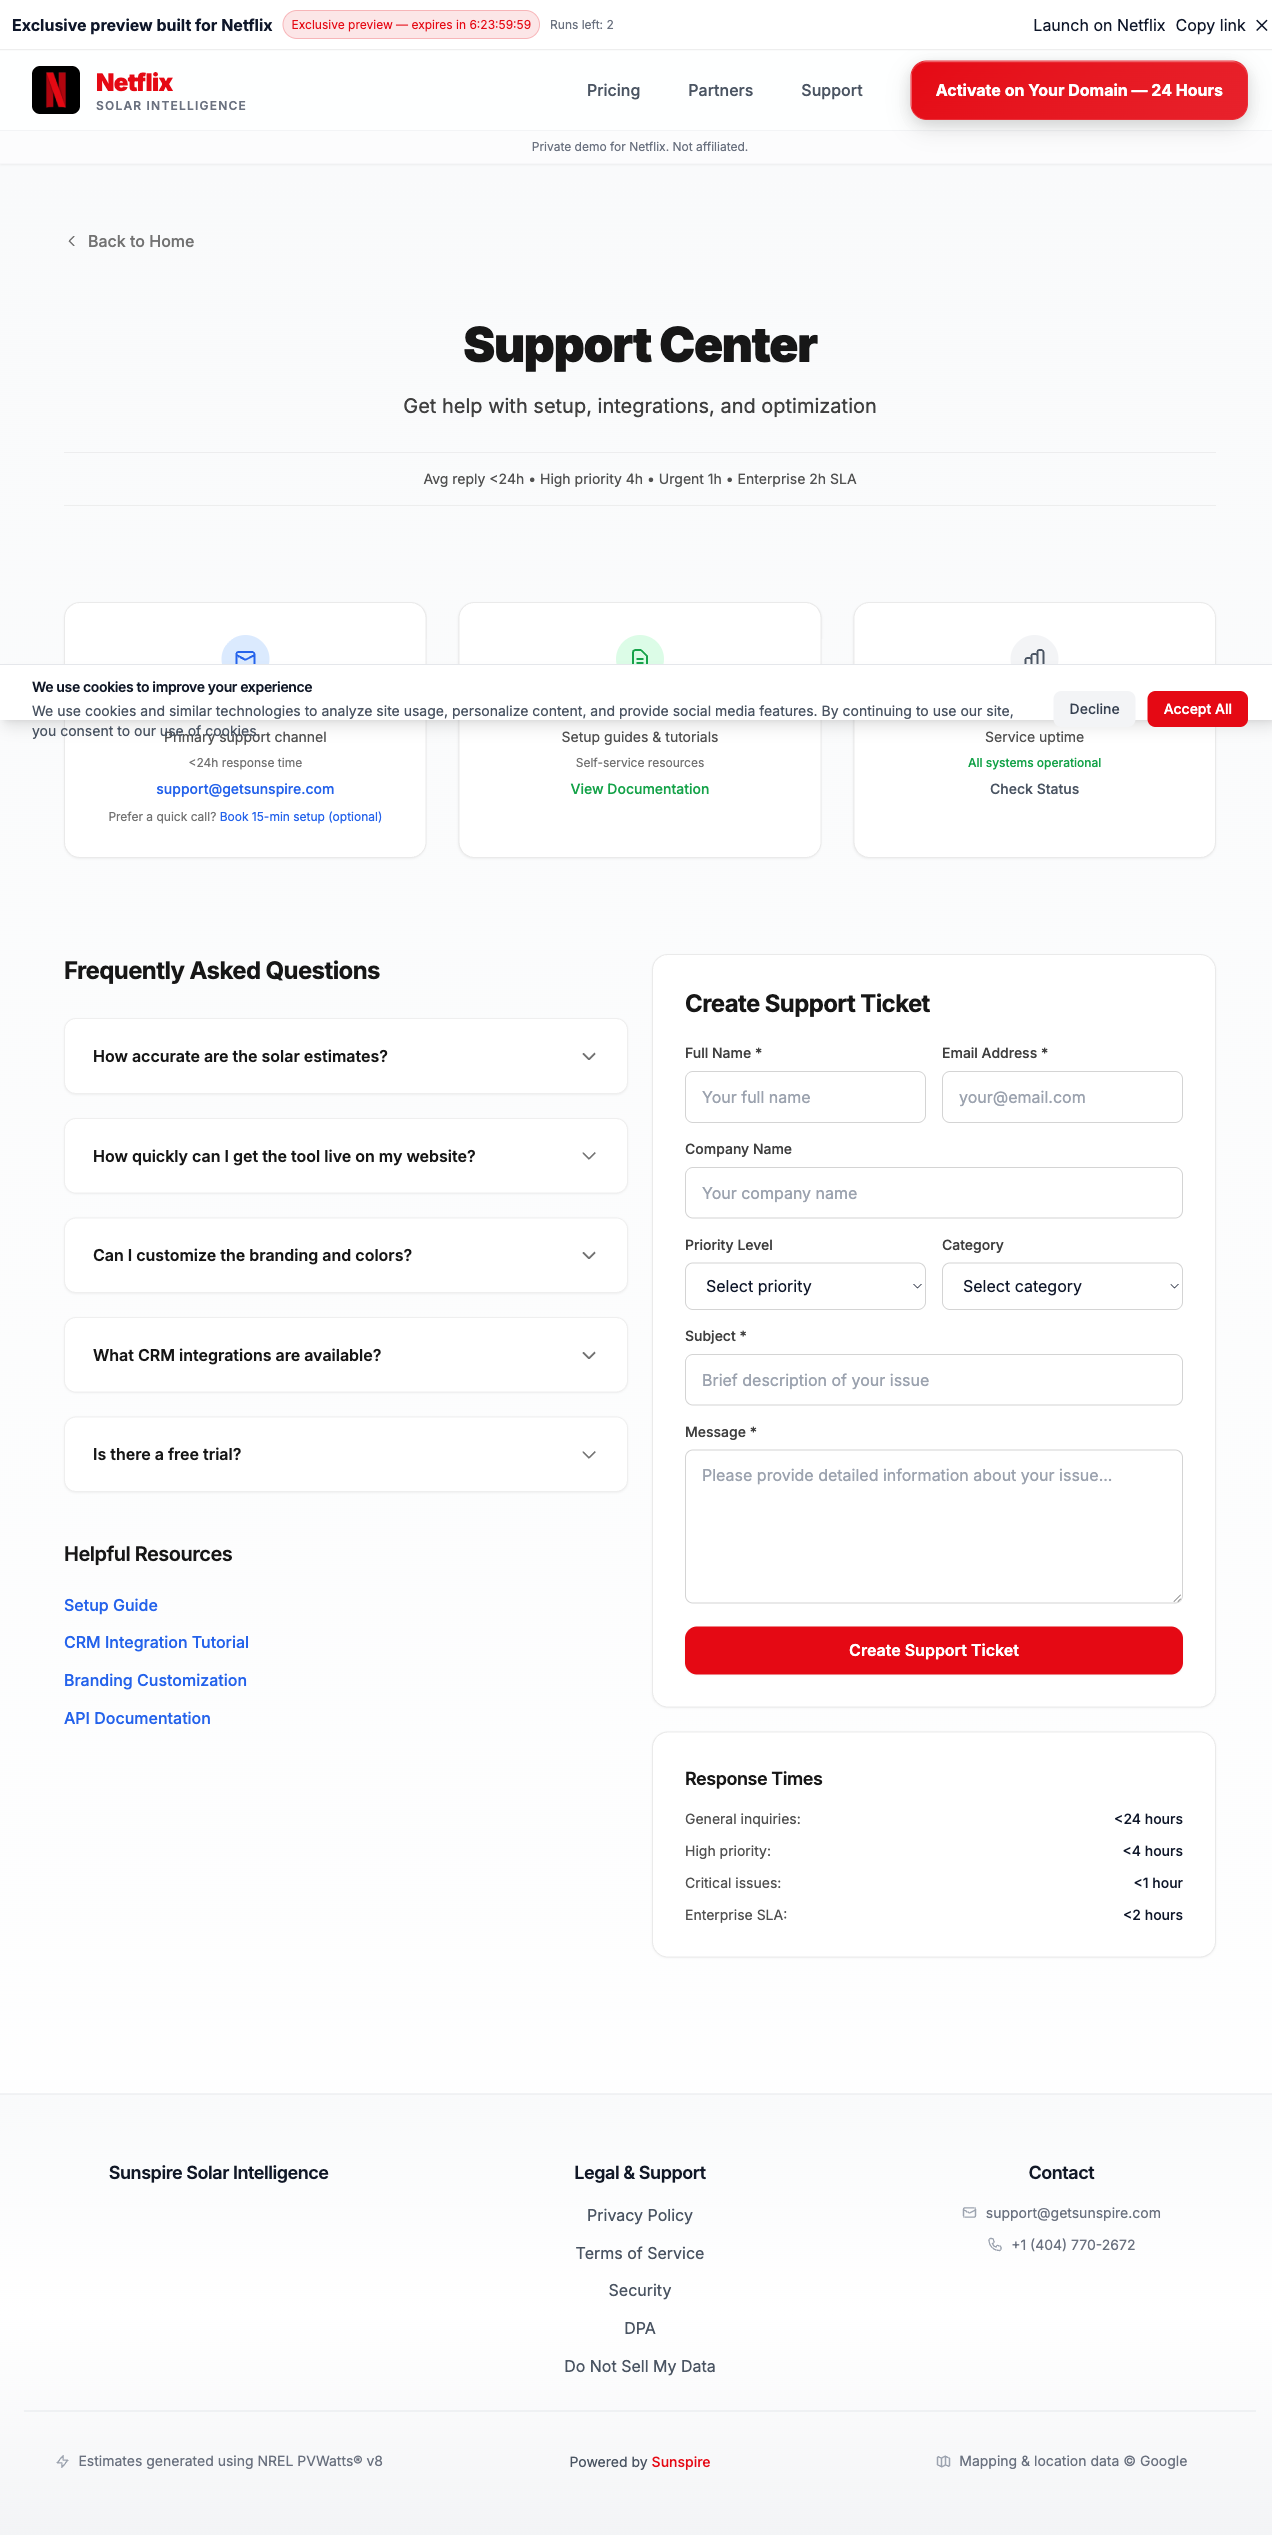 Exclusive preview built for Netflix
Exclusive preview — expires in 6:23:59:59
Runs left: 2
Launch on Netflix
Copy link
Netflix
SOLAR INTELLIGENCE
Pricing
Partners
Support
Activate on Your Domain — 24 Hours
Private demo for Netflix. Not affiliated.
Back to Home
Support Center
Get help with setup, integrations, and optimization
Avg reply <24h • High priority 4h • Urgent 1h • Enterprise 2h SLA
We use cookies to improve your experience
We use cookies and similar technologies to analyze site usage, personalize content, and provide social media features. By continuing to use our site,
you consent to our use of cookies.
Decline
Accept All
Primary support channel
<24h response time
support@getsunspire.com
Prefer a quick call? Book 15-min setup (optional)
Setup guides & tutorials
Self-service resources
View Documentation
Service uptime
All systems operational
Check Status
Frequently Asked Questions
How accurate are the solar estimates?
How quickly can I get the tool live on my website?
Can I customize the branding and colors?
What CRM integrations are available?
Is there a free trial?
Helpful Resources
Setup Guide
CRM Integration Tutorial
Branding Customization
API Documentation
Create Support Ticket
Full Name *
Email Address *
Your full name
your@email.com
Company Name
Your company name
Priority Level
Category
Select priority
Select category
Subject *
Brief description of your issue
Message *
Please provide detailed information about your issue...
Create Support Ticket
Response Times
General inquiries: <24 hours
High priority: <4 hours
Critical issues: <1 hour
Enterprise SLA: <2 hours
Sunspire Solar Intelligence
Legal & Support
Privacy Policy
Terms of Service
Security
DPA
Do Not Sell My Data
Contact
support@getsunspire.com
+1 (404) 770-2672
Estimates generated using NREL PVWatts® v8
Powered by Sunspire
Mapping & location data © Google